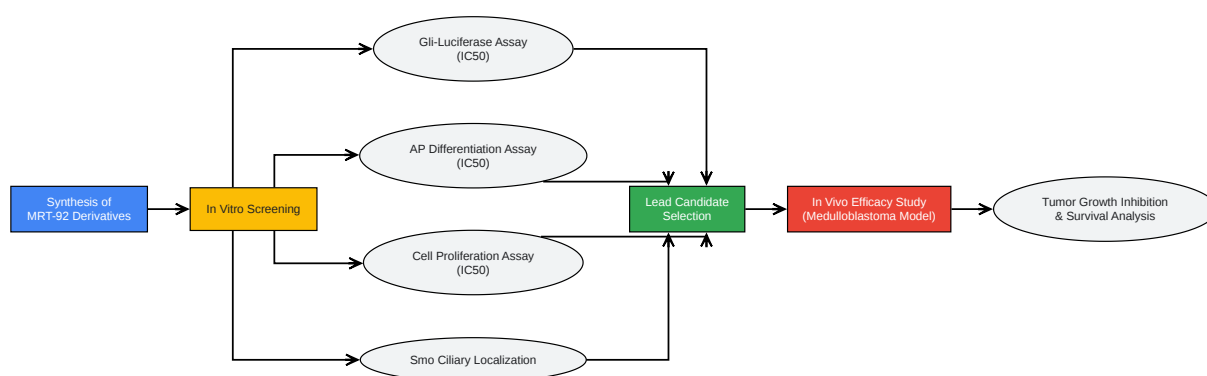 Gli-Luciferase Assay
(IC50)
AP Differentiation Assay
(IC50)
Synthesis of
MRT-92 Derivatives
In Vitro Screening
Lead Candidate
Selection
In Vivo Efficacy Study
(Medulloblastoma Model)
Tumor Growth Inhibition
& Survival Analysis
Cell Proliferation Assay
(IC50)
Smo Ciliary Localization